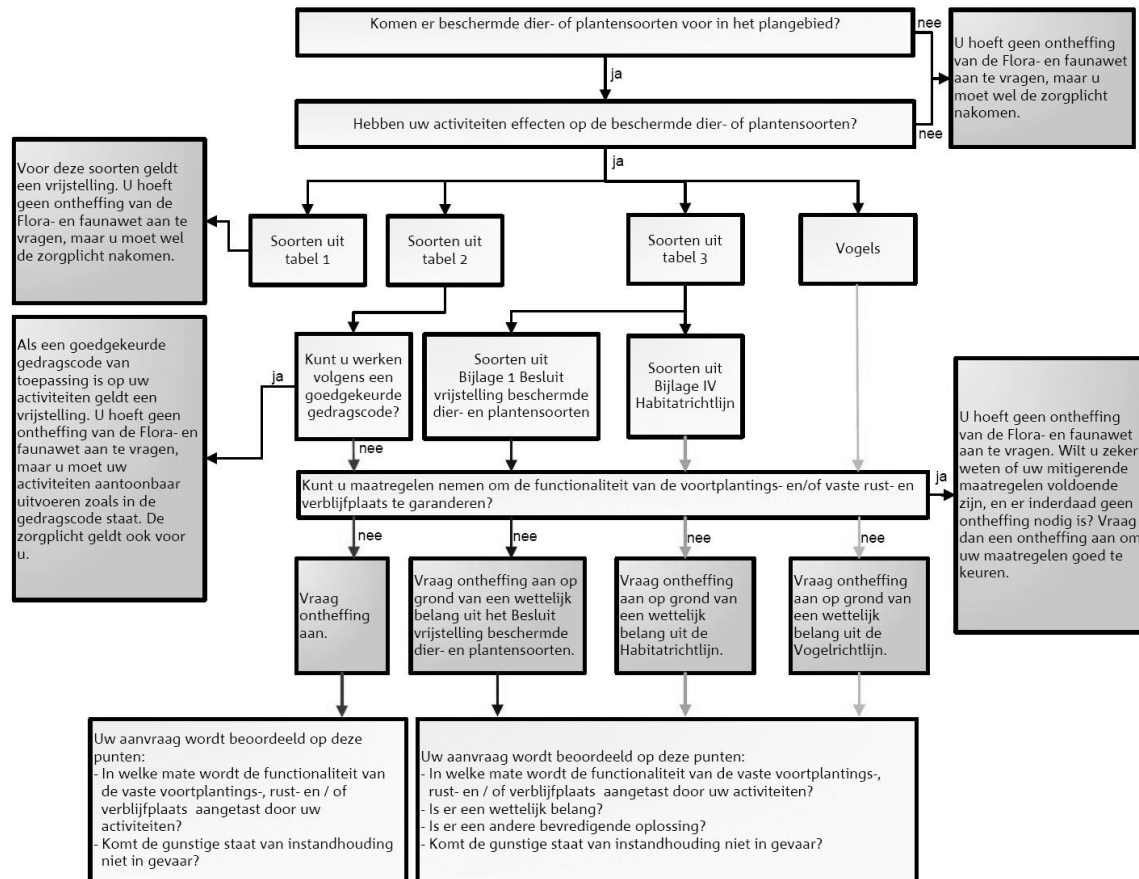 Komen er beschermde dier- of plantensoorten voor in het plangebied?
nee
U hoeft geen ontheffing
van de Flora- en faunawet
aan te vragen, maar u
moet wel de zorgplicht
nakomen.
ja
Hebben uw activiteiten effecten op de beschermde dier- of plantensoorten?
nee
ja
Voor deze soorten geldt
een vrijstelling. U hoeft
geen ontheffing van de
Flora- en faunawet aan te
vragen, maar u moet wel
de zorgplicht nakomen.
Soorten uit
tabel 1
Soorten uit
tabel 2
Soorten uit
tabel 3
Vogels
Als een goedgekeurde
gedragscode van
toepassing is op uw
activiteiten geldt een
vrijstelling. U hoeft geen
ontheffing van de Flora- en
faunawet aan te vragen,
maar u moet uw
activiteiten aantoonbaar
uitvoeren zoals in de
gedragscode staat. De
zorgplicht geldt ook voor
u.
ja
Kunt u werken
volgens een
goedgekeurde
gedragscode?
Soorten uit
Bijlage 1 Besluit
vrijstelling beschermde
dier- en plantensoorten
Soorten uit
Bijlage IV
Habitatrichtlijn
nee
Kunt u maatregelen nemen om de functionaliteit van de voortplantings- en/of vaste rust- en
verblijfplaats te garanderen?
ja
U hoeft geen ontheffing
van de Flora- en faunawet
aan te vragen. Wilt u zeker
weten of uw mitigerende
maatregelen voldoende
zijn, en er inderdaad geen
ontheffing nodig is? Vraag
dan een ontheffing aan om
uw maatregelen goed te
keuren.
nee
nee
nee
nee
Vraag
ontheffing
aan.
Vraag ontheffing aan op
grond van een wettelijk
belang uit het Besluit
vrijstelling beschermde
dier- en plantensoorten.
Vraag ontheffing
aan op grond van
een wettelijk
belang uit de
Habitatrichtlijn.
Vraag ontheffing
aan op grond van
een wettelijk
belang uit de
Vogelrichtlijn.
Uw aanvraag wordt beoordeeld op deze
punten:
- In welke mate wordt de functionaliteit van
de vaste voortplantings-, rust- en / of
verblijfplaats aangetast door uw
activiteiten?
- Komt de gunstige staat van instandhouding
niet in gevaar?
Uw aanvraag wordt beoordeeld op deze punten:
- In welke mate wordt de functionaliteit van de vaste voortplantings-,
rust- en / of verblijfplaats aangetast door uw activiteiten?
- Is er een wettelijk belang?
- Is er een andere bevredigende oplossing?
- Komt de gunstige staat van instandhouding niet in gevaar?